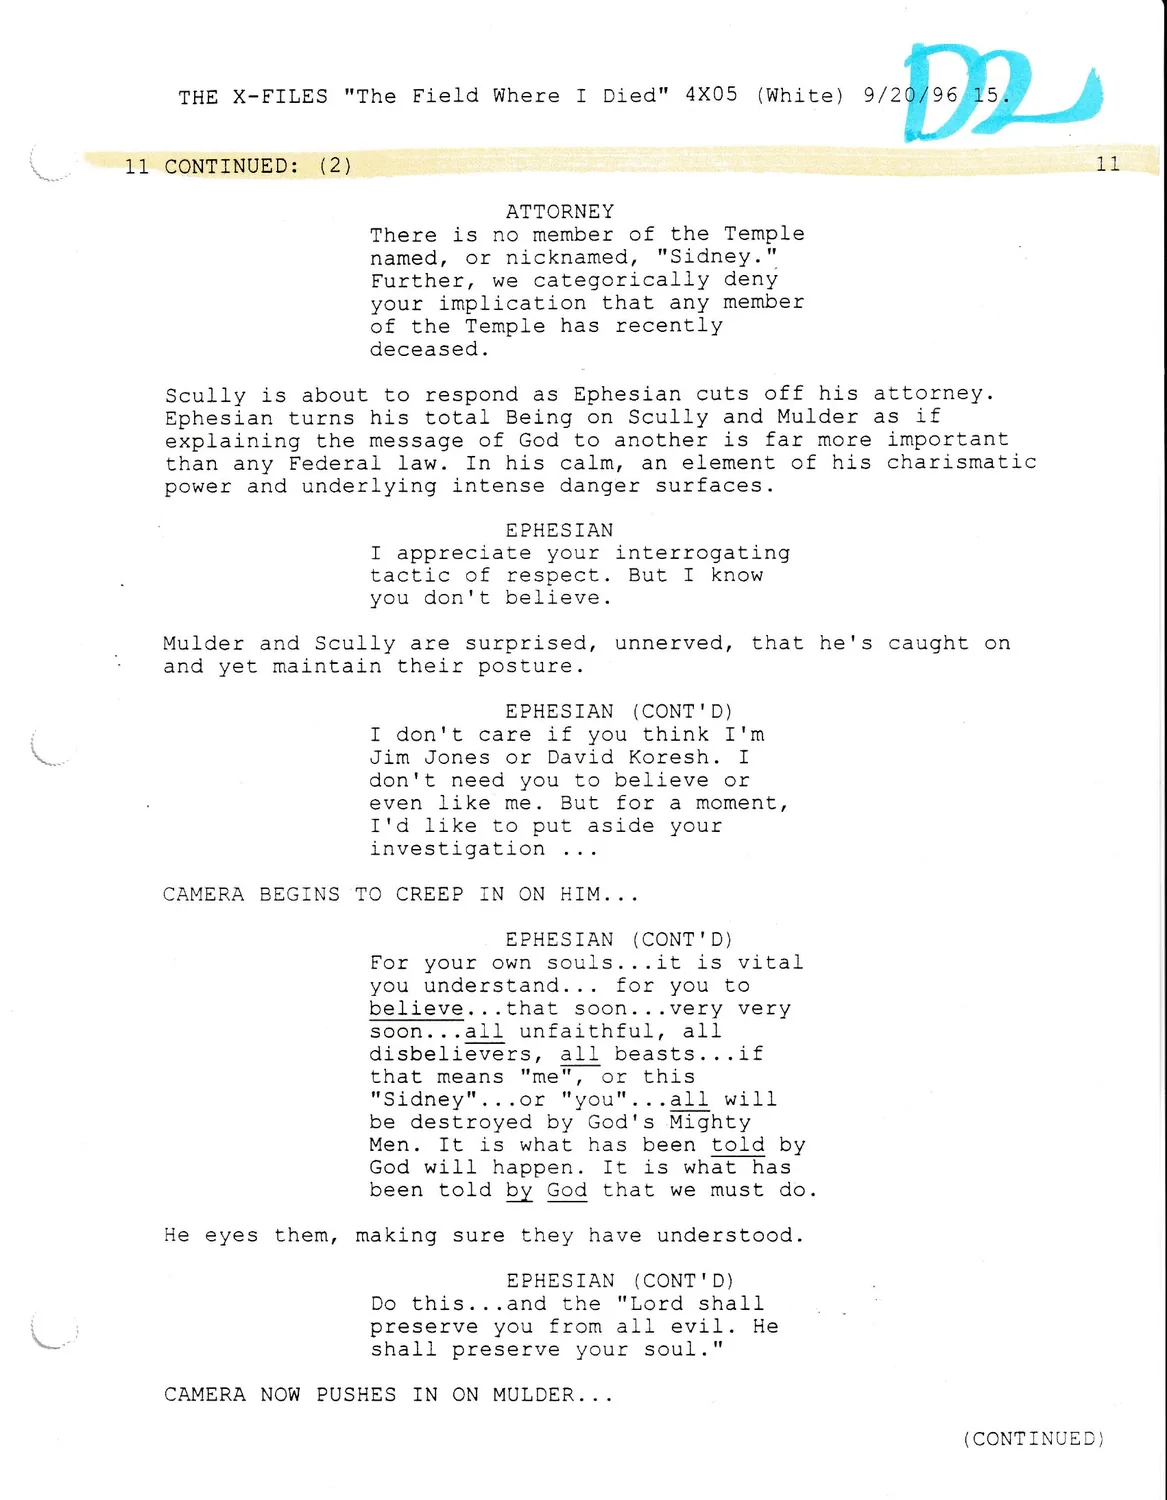 D2
THE X-FILES "The Field Where I Died" 4X05 (White) 9/20/96 15.
11 CONTINUED: (2) 11
ATTORNEY
There is no member of the Temple
named, or nicknamed, "Sidney."
Further, we categorically deny
your implication that any member
of the Temple has recently
deceased.
Scully is about to respond as Ephesian cuts off his attorney.
Ephesian turns his total Being on Scully and Mulder as if
explaining the message of God to another is far more important
than any Federal law. In his calm, an element of his charismatic
power and underlying intense danger surfaces.
EPHESIAN
I appreciate your interrogating
tactic of respect. But I know
you don't believe.
Mulder and Scully are surprised, unnerved, that he's caught on
and yet maintain their posture.
EPHESIAN (CONT'D)
I don't care if you think I'm
Jim Jones or David Koresh. I
don't need you to believe or
even like me. But for a moment,
I'd like to put aside your
investigation ...
CAMERA BEGINS TO CREEP IN ON HIM...
EPHESIAN (CONT'D)
For your own souls...it is vital
you understand... for you to
believe...that soon...very very
soon...all unfaithful, all
disbelievers, all beasts...if
that means "me", or this
"Sidney"...or "you"...all will
be destroyed by God's Mighty
Men. It is what has been told by
God will happen. It is what has
been told by God that we must do.
He eyes them, making sure they have understood.
EPHESIAN (CONT'D)
Do this...and the "Lord shall
preserve you from all evil. He
shall preserve your soul."
CAMERA NOW PUSHES IN ON MULDER...
(CONTINUED)